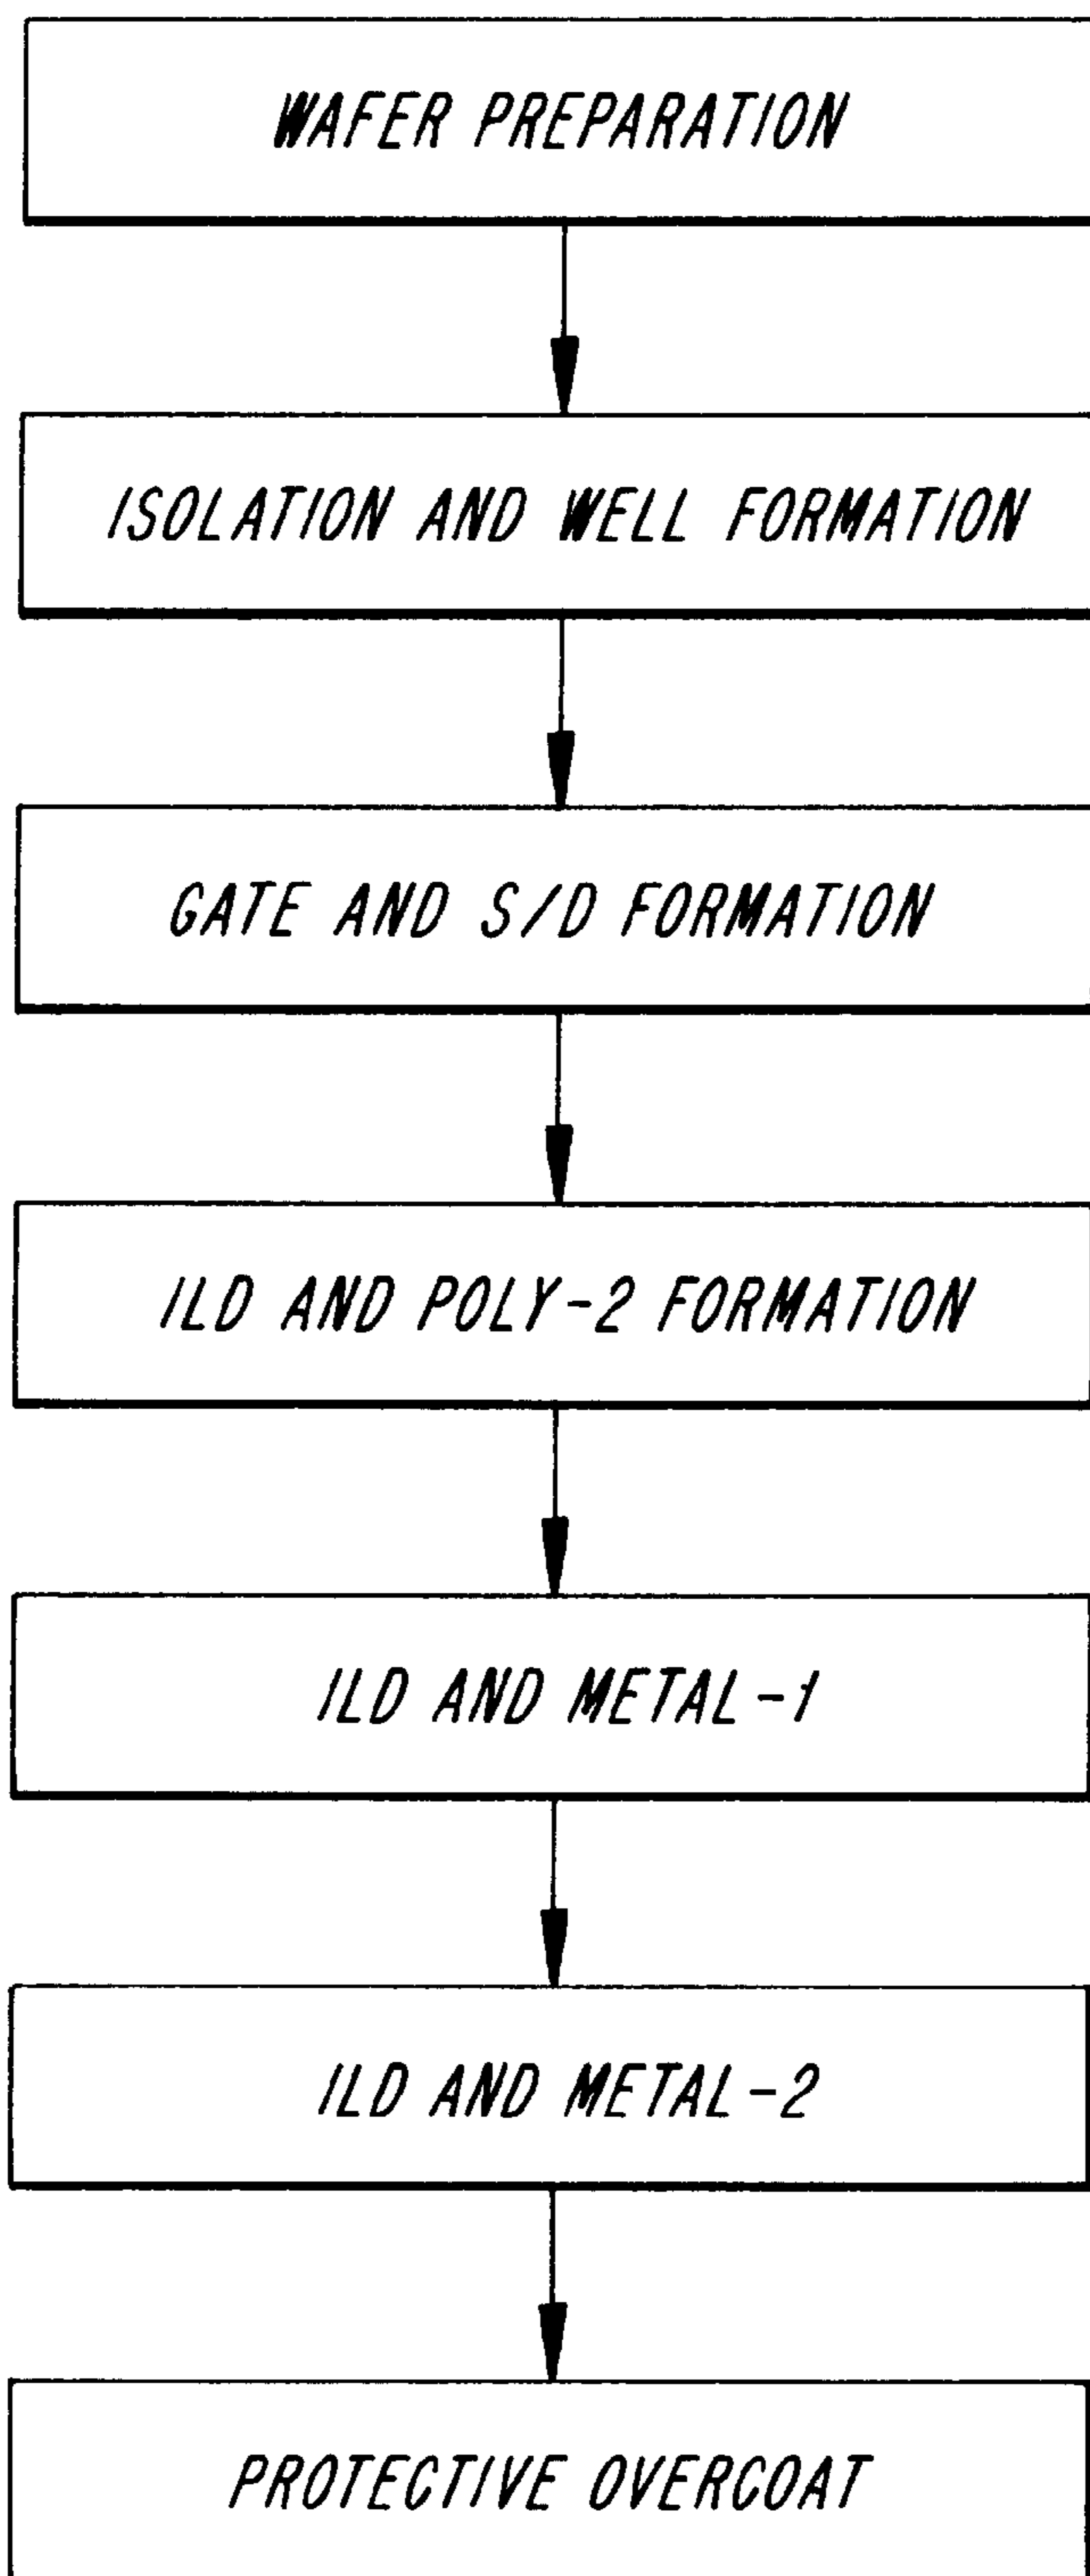 WAFER PREPARATION
ISOLATION AND WELL FORMATION
GATE AND S/D FORMATION
ILD AND POLY-2 FORMATION
ILD AND METAL-1
ILD AND METAL-2
PROTECTIVE OVERCOAT